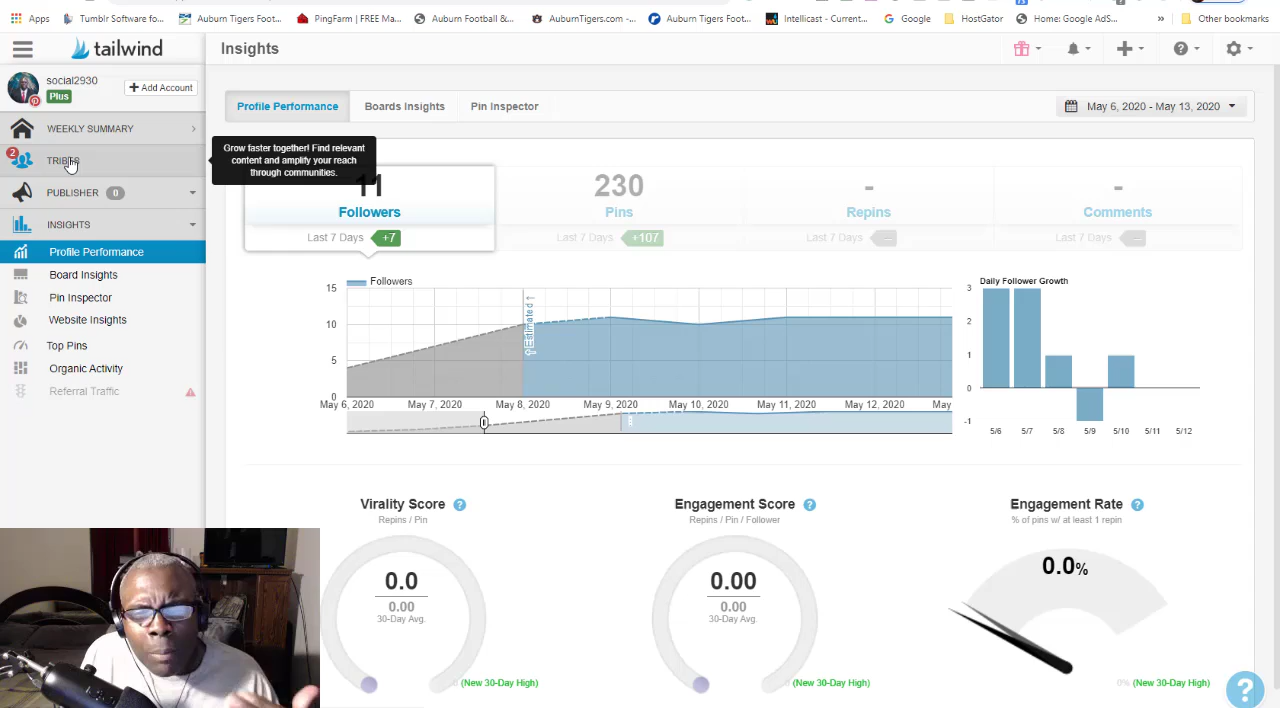 Apps
Tumblr Software fo...
Auburn Tigers Foot...
PingFarm | FREE Ma...
Auburn Football &...
AuburnTigers.com -...
Auburn Tigers Foot...
Intellicast - Current...
Google
HostGator
Home: Google AdS...
»
Other bookmarks
tailwind
Insights
social2930
Plus
+ Add Account
WEEKLY SUMMARY
2
TRIBES
PUBLISHER 0
INSIGHTS
Profile Performance
Board Insights
Pin Inspector
Website Insights
Top Pins
Organic Activity
Referral Traffic
Grow faster together! Find relevant
content and amplify your reach
through communities.
Profile Performance
Boards Insights
Pin Inspector
May 6, 2020 - May 13, 2020
11
Followers
Last 7 Days +7
230
Pins
Last 7 Days +107
-
Repins
Last 7 Days --
-
Comments
Last 7 Days --
Followers
15
10
5
0
Estimated
May 6, 2020 May 7, 2020 May 8, 2020 May 9, 2020 May 10, 2020 May 11, 2020 May 12, 2020 May
Daily Follower Growth
3
2
1
0
-1
5/6 5/7 5/8 5/9 5/10 5/11 5/12
Virality Score ?
Repins / Pin
0.0
0.00
30-Day Avg.
0 (New 30-Day High)
Engagement Score ?
Repins / Pin / Follower
0.00
0.00
30-Day Avg.
0 (New 30-Day High)
Engagement Rate ?
% of pins w/ at least 1 repin
0.0%
0% (New 30-Day High)
?